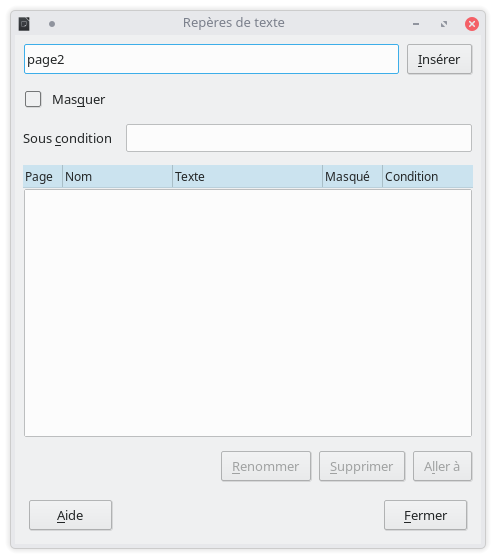 Repères de texte
page2 Insérer
Masquer
Sous condition
Page Nom Texte Masqué Condition
Renommer Supprimer Aller à
Aide Fermer